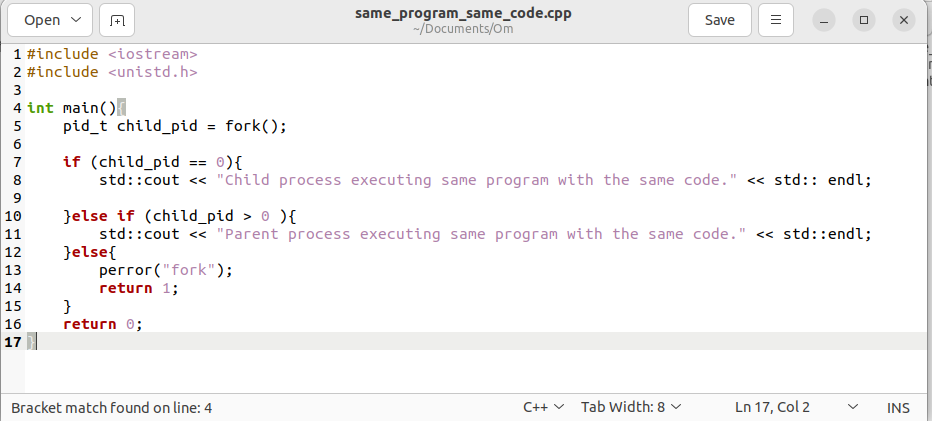 Open
same_program_same_code.cpp
~/Documents/Om
Save
1 #include <iostream>
2 #include <unistd.h>
3
4 int main(){
5     pid_t child_pid = fork();
6
7     if (child_pid == 0){
8         std::cout << "Child process executing same program with the same code." << std:: endl;
9
10     }else if (child_pid > 0 ){
11         std::cout << "Parent process executing same program with the same code." << std::endl;
12     }else{
13         perror("fork");
14         return 1;
15     }
16     return 0;
17 }
Bracket match found on line: 4 C++ Tab Width: 8 Ln 17, Col 2 INS